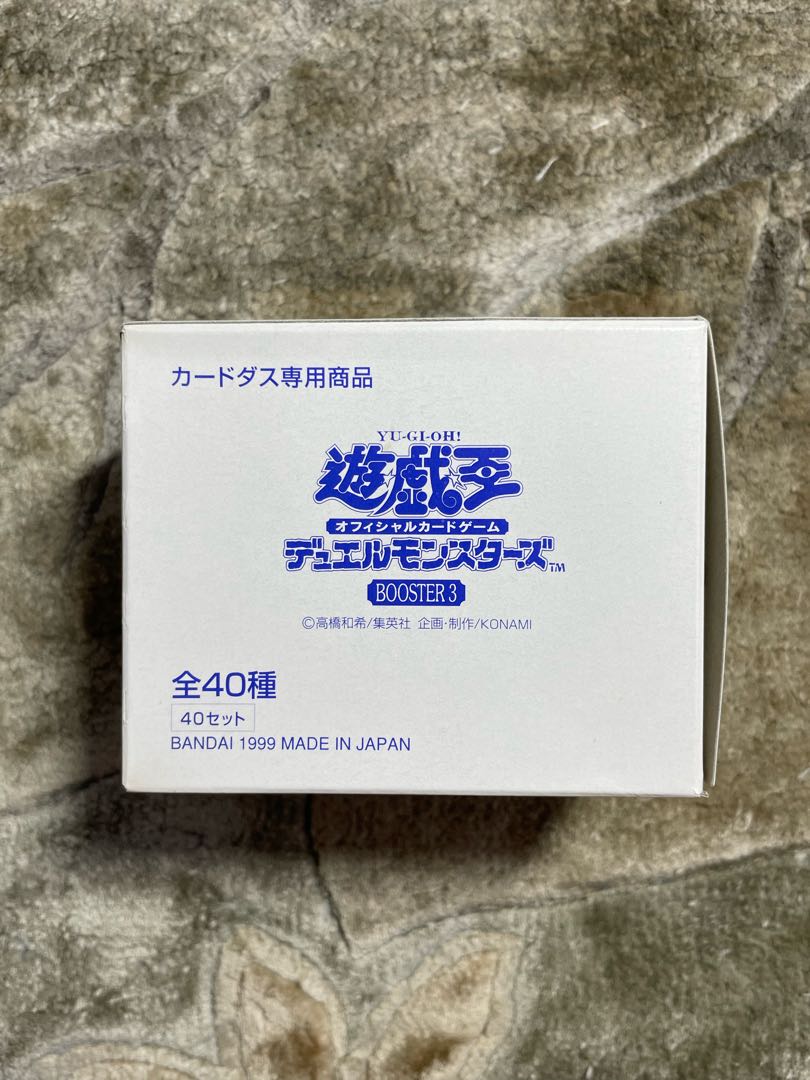 カードダス専用商品
YU-GI-OH!
遊戯王
オフィシャルカードゲーム
デュエルモンスターズ™
BOOSTER 3
©高橋和希/集英社 企画・制作/KONAMI
全40種
40セット
BANDAI 1999 MADE IN JAPAN